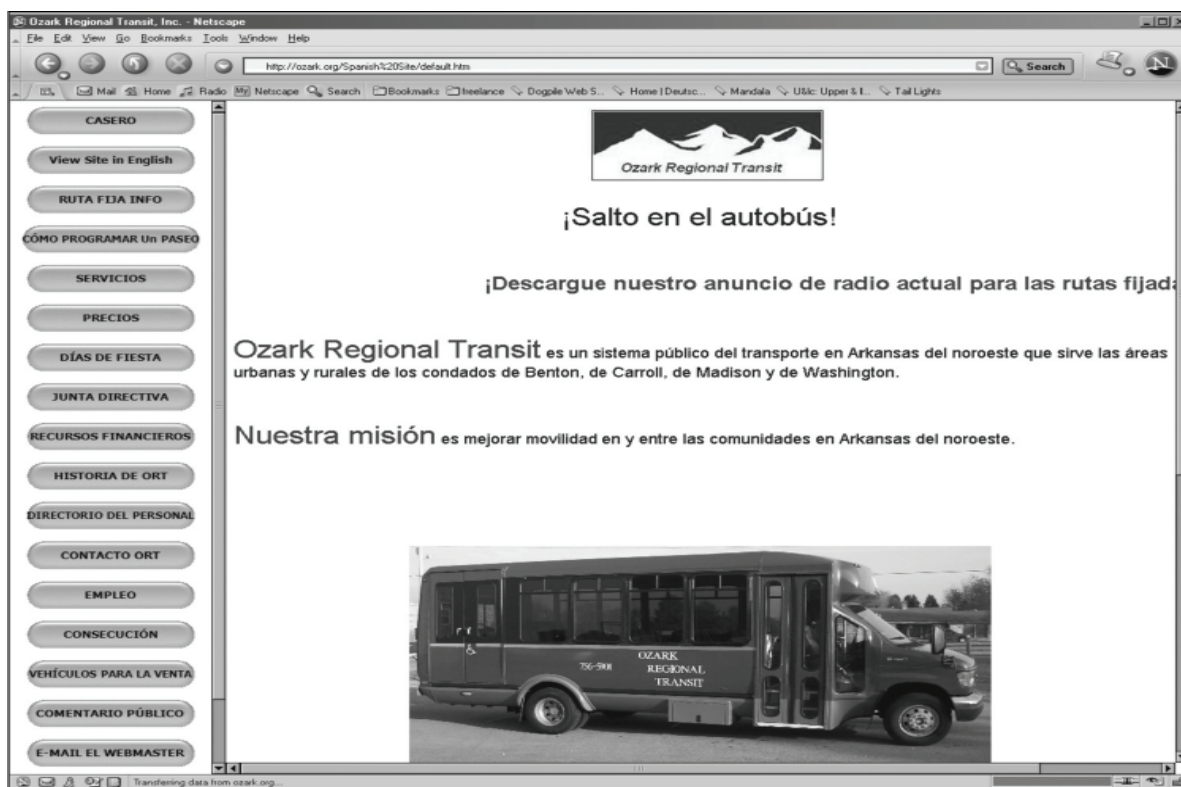 Ozark Regional Transit, Inc. - Netscape
File Edit View Go Bookmarks Tools Window Help
http://ozark.org/Spanish%20Site/default.htm
Search
Mail Home Radio My Netscape Search Bookmarks freelance Dogpile Web S... Home | Deutsc... Mandala U&lc: Upper & l... Tail Lights
CASERO
View Site in English
RUTA FIJA INFO
CÓMO PROGRAMAR Un PASEO
SERVICIOS
PRECIOS
DÍAS DE FIESTA
JUNTA DIRECTIVA
RECURSOS FINANCIEROS
HISTORIA DE ORT
DIRECTORIO DEL PERSONAL
CONTACTO ORT
EMPLEO
CONSECUCIÓN
VEHÍCULOS PARA LA VENTA
COMENTARIO PÚBLICO
E-MAIL EL WEBMASTER
Ozark Regional Transit
¡Salto en el autobús!
¡Descargue nuestro anuncio de radio actual para las rutas fijada
Ozark Regional Transit es un sistema público del transporte en Arkansas del noroeste que sirve las áreas
urbanas y rurales de los condados de Benton, de Carroll, de Madison y de Washington.
Nuestra misión es mejorar movilidad en y entre las comunidades en Arkansas del noroeste.
756-5901
OZARK
REGIONAL
TRANSIT
Transferring data from ozark.org...